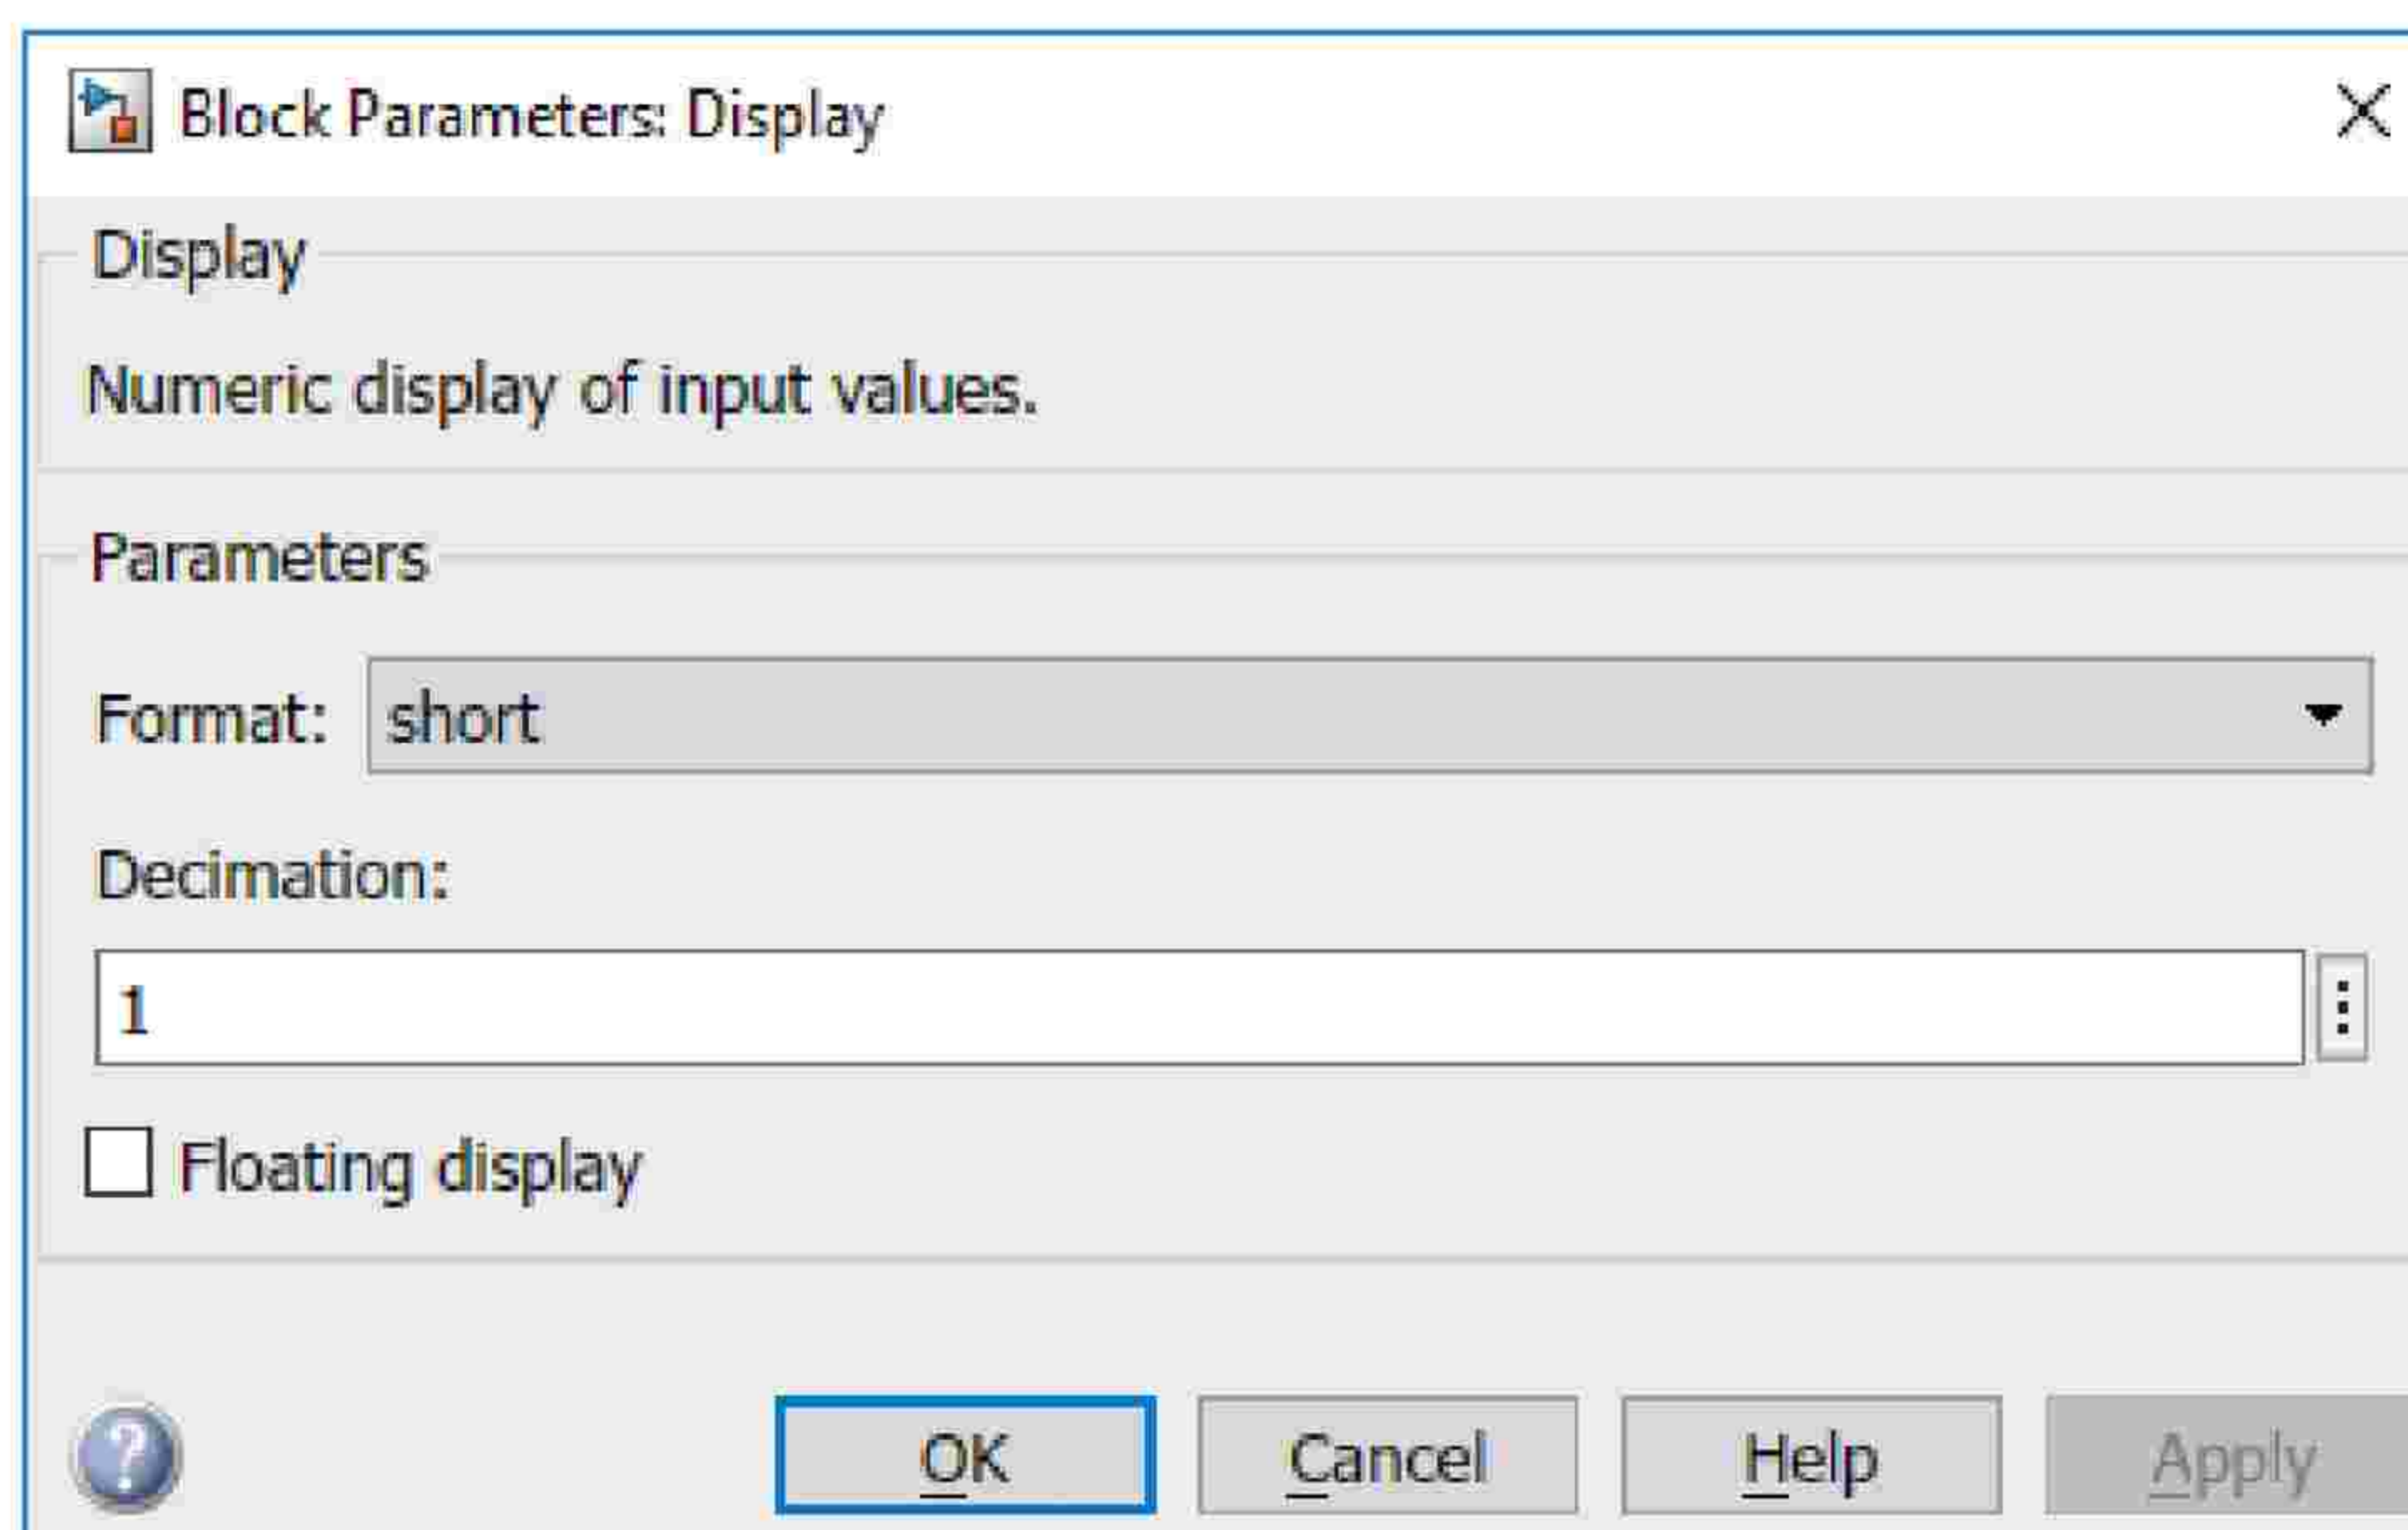 Block Parameters: Display
Display
Numeric display of input values.
Parameters
Format: short
Decimation:
1
Floating display
OK Cancel Help Apply